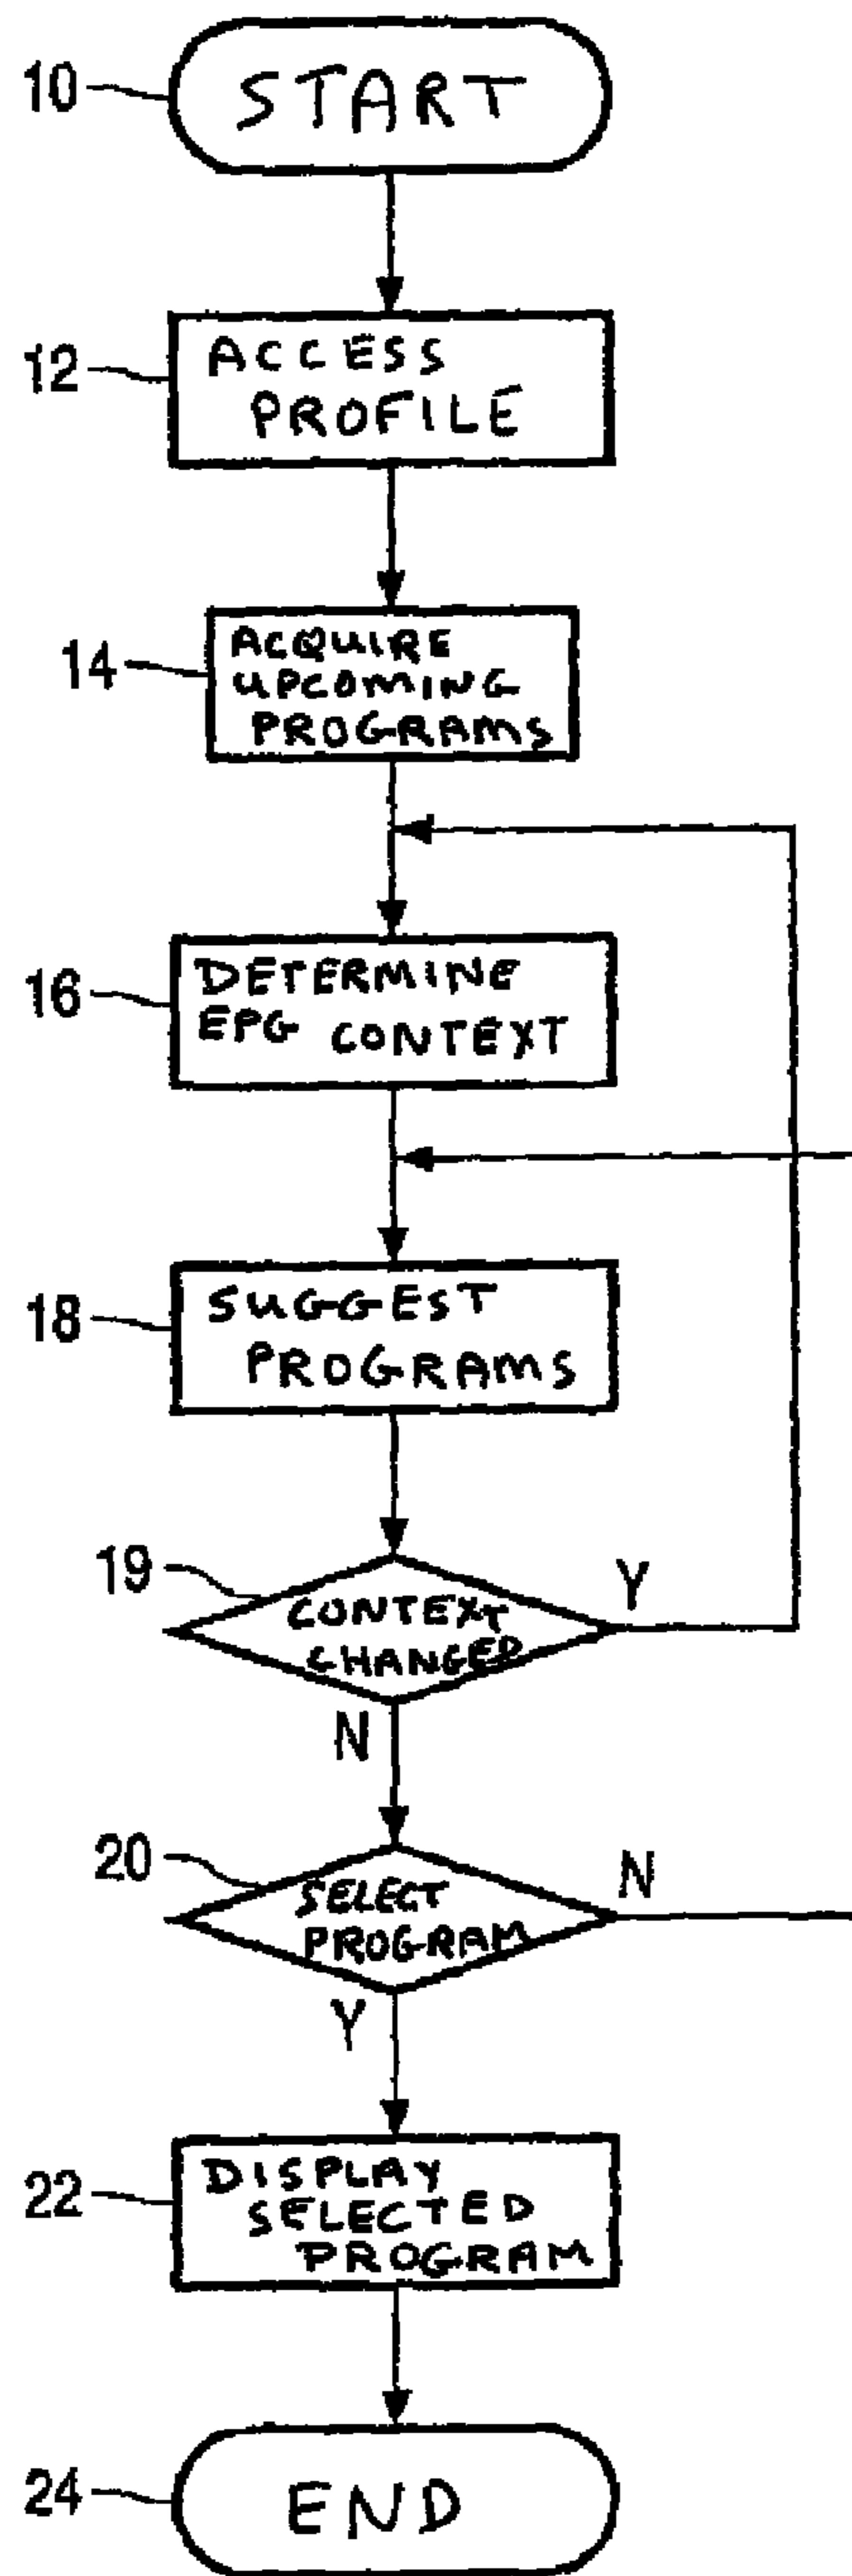 10
START
12
ACCESS
PROFILE
14
ACQUIRE
UPCOMING
PROGRAMS
16
DETERMINE
EPG CONTEXT
18
SUGGEST
PROGRAMS
19
CONTEXT
CHANGED
Y
N
20
SELECT
PROGRAM
N
Y
22
DISPLAY
SELECTED
PROGRAM
24
END